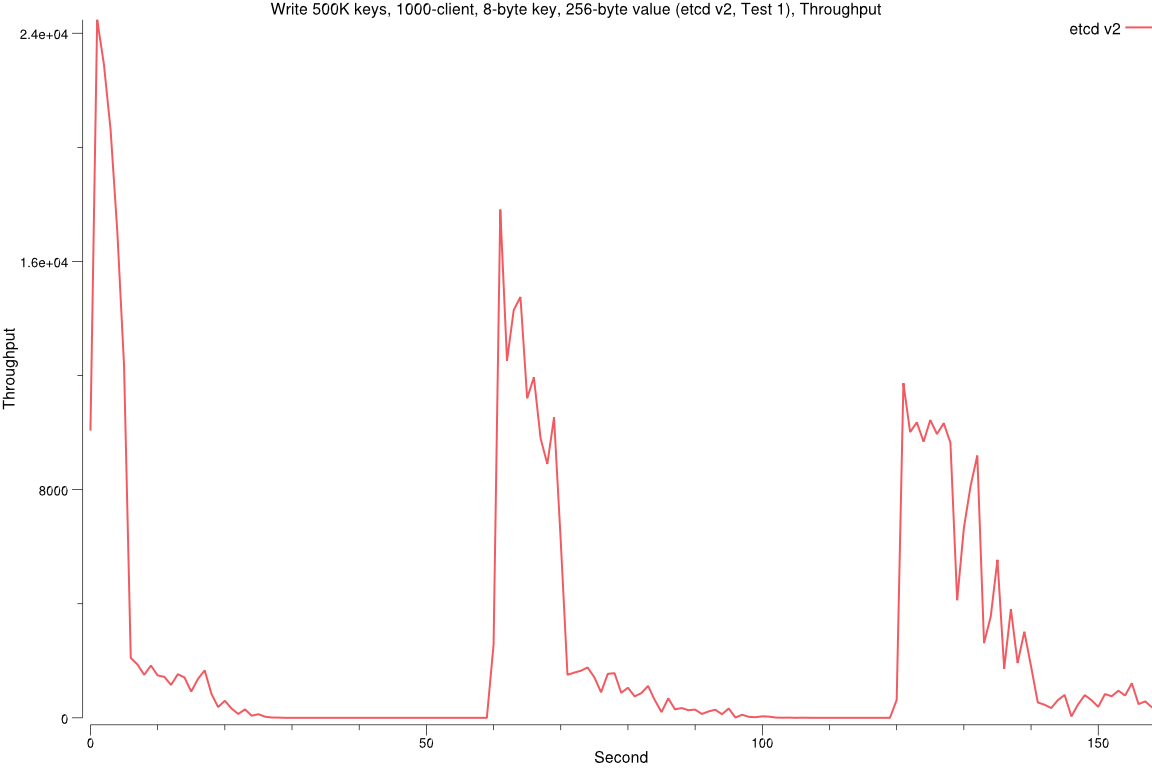 Write 500K keys, 1000-client, 8-byte key, 256-byte value (etcd v2, Test 1), Throughput
etcd v2
2.4e+04
1.6e+04
8000
0
Throughput
0 50 100 150
Second